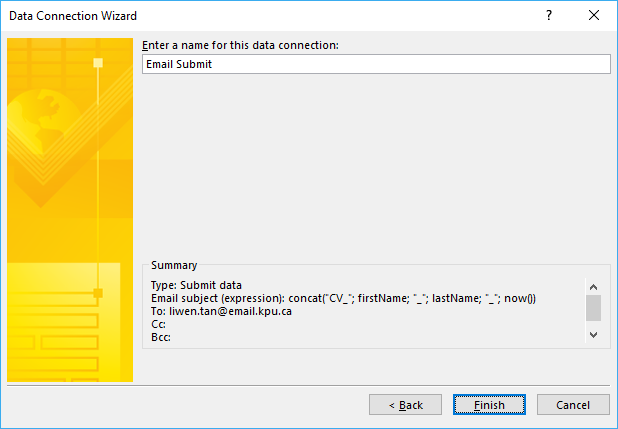 Data Connection Wizard
?
Enter a name for this data connection:
Email Submit
Summary
Type: Submit data
Email subject (expression): concat("CV_"; firstName; "_"; lastName; "_"; now())
To: liwen.tan@email.kpu.ca
Cc:
Bcc:
< Back Finish Cancel